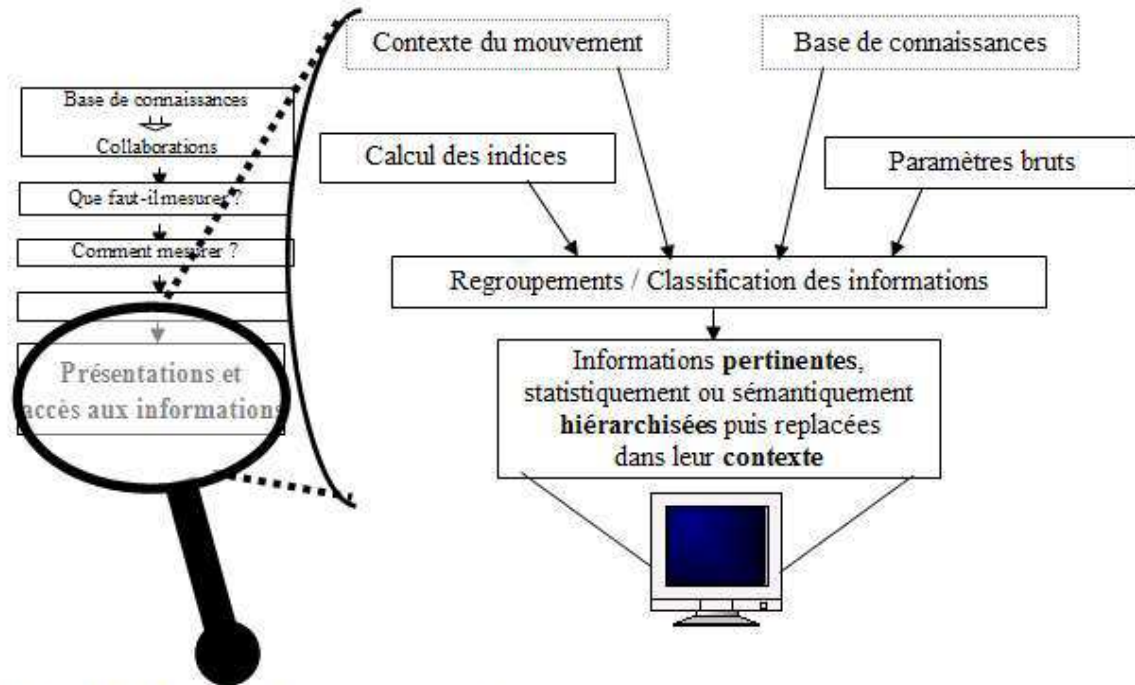 Base de connaissances
Collaborations
Que faut-il mesurer ?
Comment mesurer ?
Présentations et
accès aux informations
Contexte du mouvement
Base de connaissances
Calcul des indices
Paramètres bruts
Regroupements / Classification des informations
Informations pertinentes,
statistiquement ou sémantiquement
hiérarchisées puis replacées
dans leur contexte